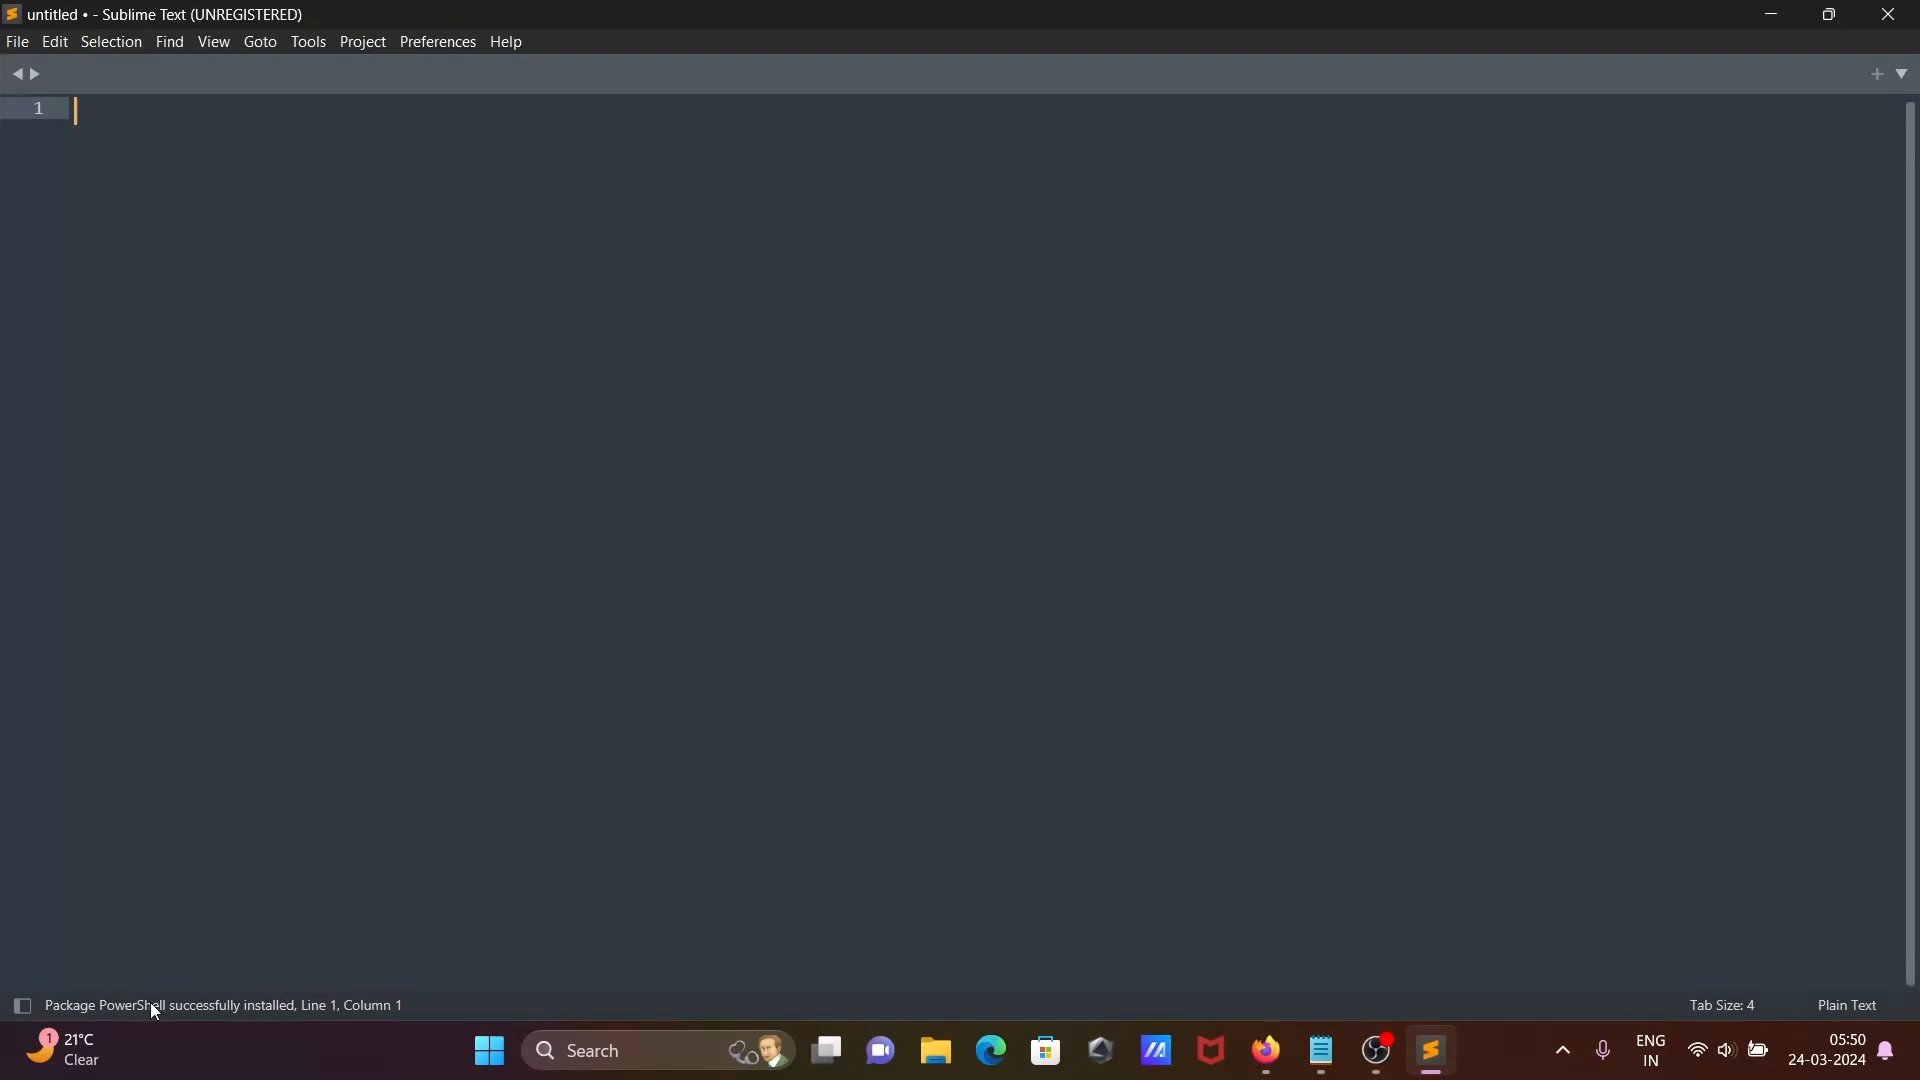 untitled • - Sublime Text (UNREGISTERED)
File Edit Selection Find View Goto Tools Project Preferences Help
1
Package PowerShell successfully installed, Line 1, Column 1
Tab Size: 4
Plain Text
1
21°C
Clear
Search
ENG
IN
05:50
24-03-2024